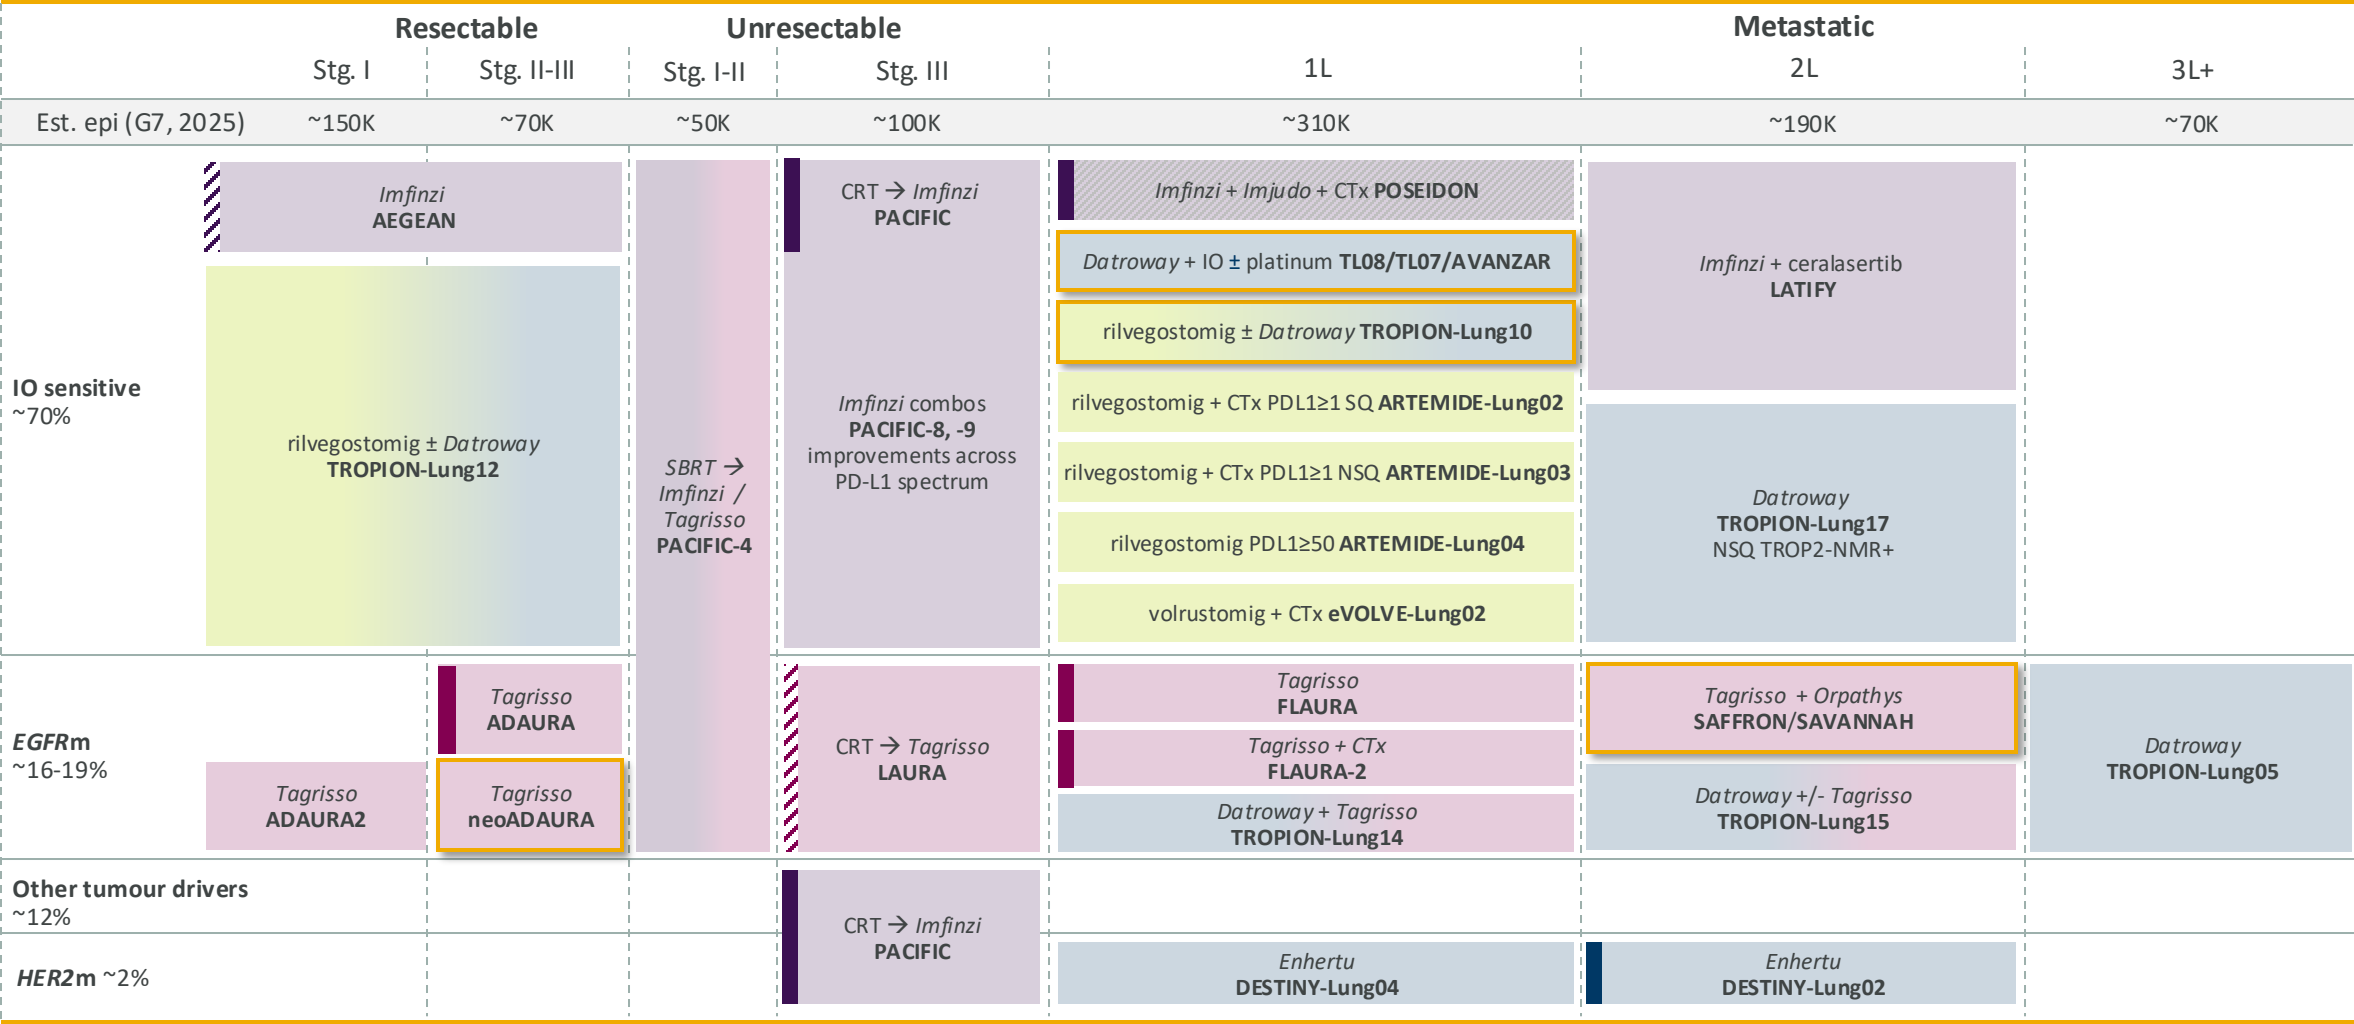 Resectable
Unresectable
Metastatic
Stg. I
Stg. II-III
Stg. I-II
Stg. III
1L
2L
3L+
Est. epi (G7, 2025)
~150K
~70K
~50K
~100K
~310K
~190K
~70K
IO sensitive
~70%
Imfinzi
AEGEAN
rilvegostomig ± Datroway
TROPION-Lung12
SBRT →
Imfinzi /
Tagrisso
PACIFIC-4
CRT → Imfinzi
PACIFIC
Imfinzi combos
PACIFIC-8, -9
improvements across
PD-L1 spectrum
Imfinzi + Imjudo + CTx POSEIDON
Datroway + IO ± platinum TL08/TL07/AVANZAR
rilvegostomig ± Datroway TROPION-Lung10
rilvegostomig + CTx PDL1≥1 SQ ARTEMIDE-Lung02
rilvegostomig + CTx PDL1≥1 NSQ ARTEMIDE-Lung03
rilvegostomig PDL1≥50 ARTEMIDE-Lung04
volrustomig + CTx eVOLVE-Lung02
Imfinzi + ceralasertib
LATIFY
Datroway
TROPION-Lung17
NSQ TROP2-NMR+
EGFRm
~16-19%
Tagrisso
ADAURA
Tagrisso
ADAURA2
Tagrisso
neoADAURA
CRT → Tagrisso
LAURA
Tagrisso
FLAURA
Tagrisso + CTx
FLAURA-2
Datroway + Tagrisso
TROPION-Lung14
Tagrisso + Orpathys
SAFFRON/SAVANNAH
Datroway +/- Tagrisso
TROPION-Lung15
Datroway
TROPION-Lung05
Other tumour drivers
~12%
CRT → Imfinzi
PACIFIC
HER2m ~2%
Enhertu
DESTINY-Lung04
Enhertu
DESTINY-Lung02